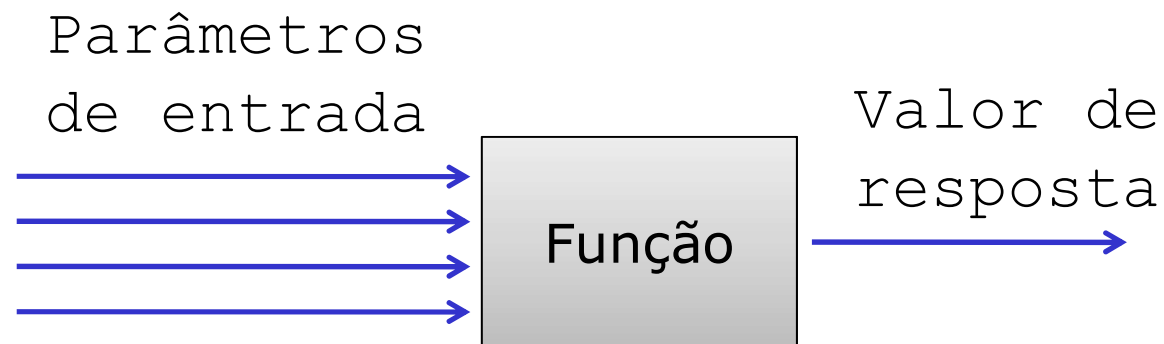 Parâmetros
de entrada
Função
Valor de
resposta